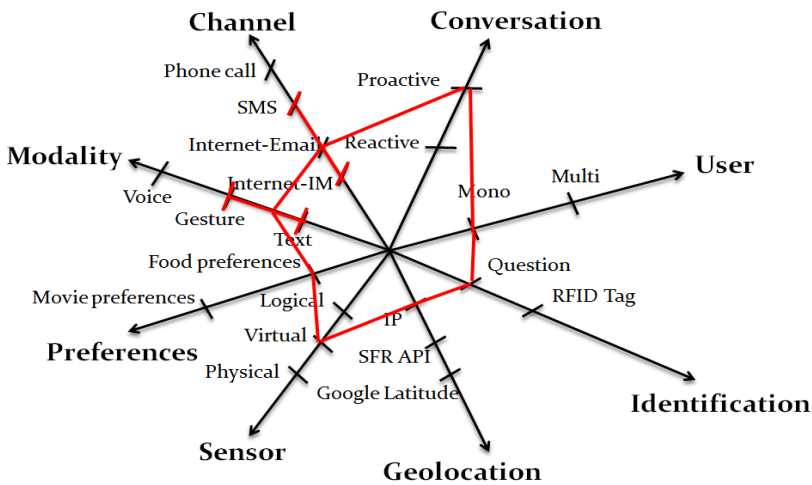 Channel
Conversation
Phone call
Proactive
SMS
Internet-Email
Reactive
Modality
User
Internet-IM
Multi
Voice
Mono
Gesture
Text
Food preferences
Question
Movie preferences
Logical
RFID Tag
IP
Virtual
Preferences
SFR API
Physical
Google Latitude
Identification
Sensor
Geolocation